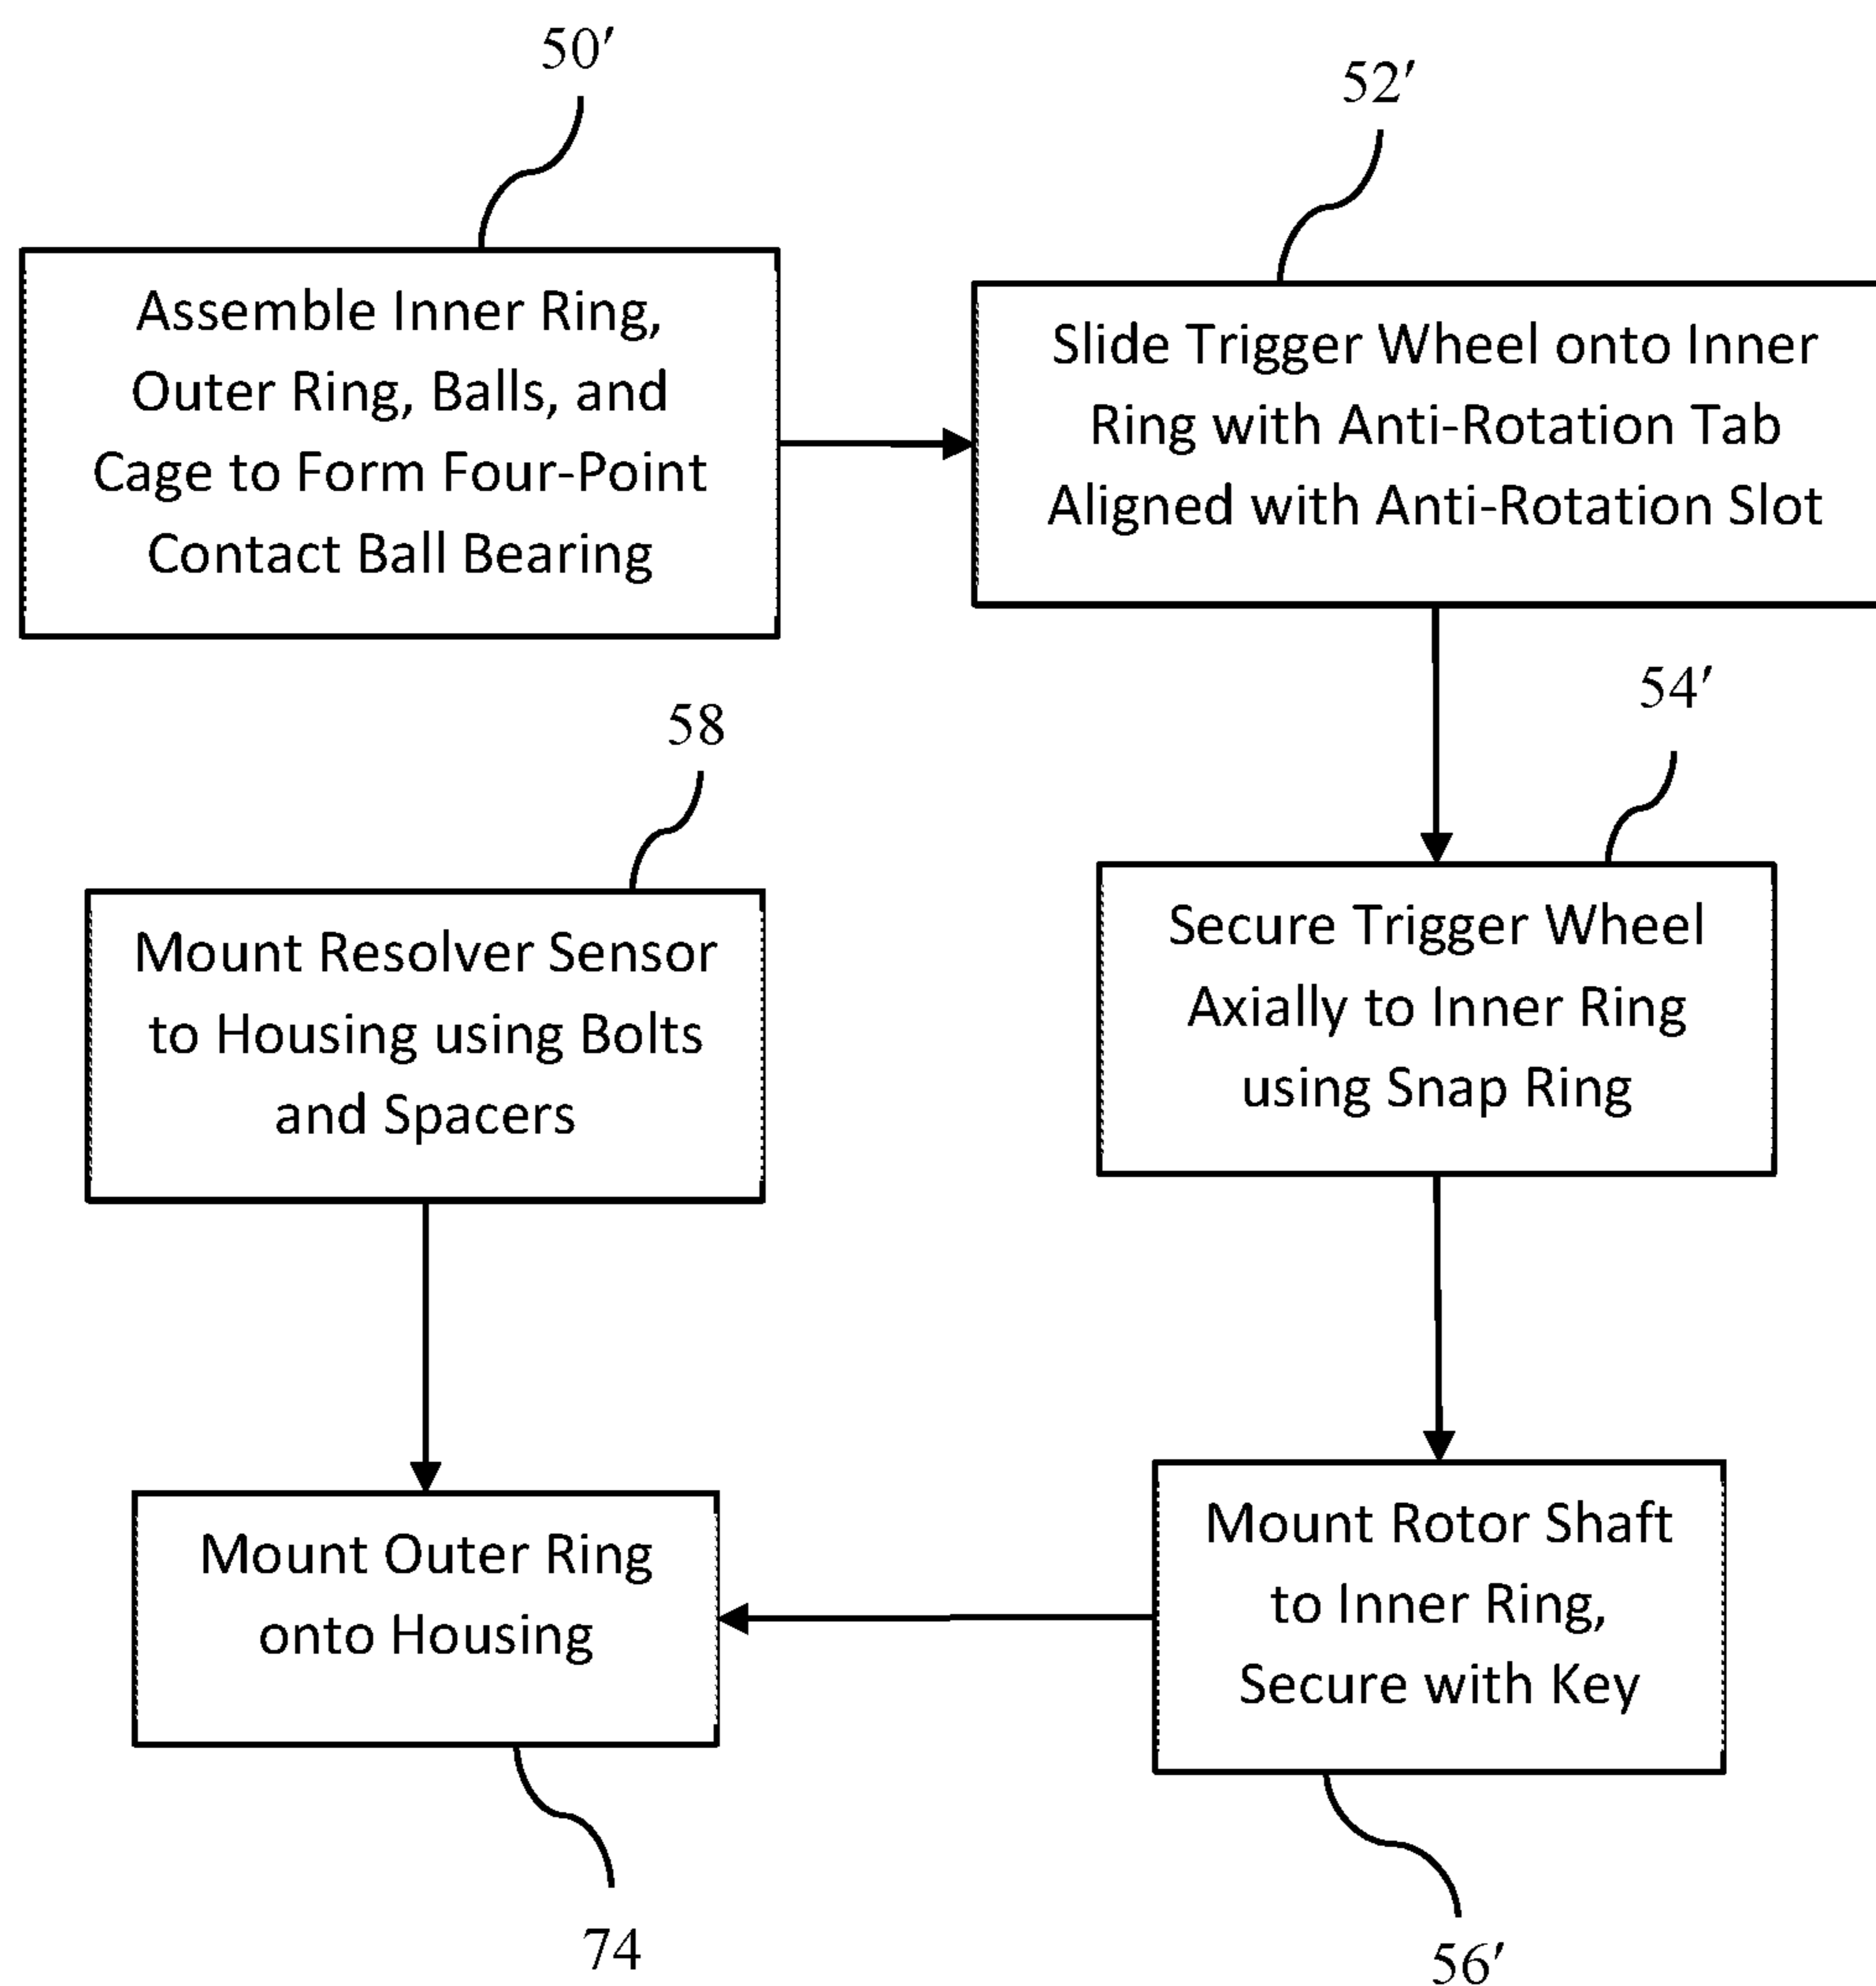 50′
Assemble Inner Ring,
Outer Ring, Balls, and
Cage to Form Four-Point
Contact Ball Bearing
52′
Slide Trigger Wheel onto Inner
Ring with Anti-Rotation Tab
Aligned with Anti-Rotation Slot
54′
Secure Trigger Wheel
Axially to Inner Ring
using Snap Ring
58
Mount Resolver Sensor
to Housing using Bolts
and Spacers
Mount Rotor Shaft
to Inner Ring,
Secure with Key
56′
Mount Outer Ring
onto Housing
74